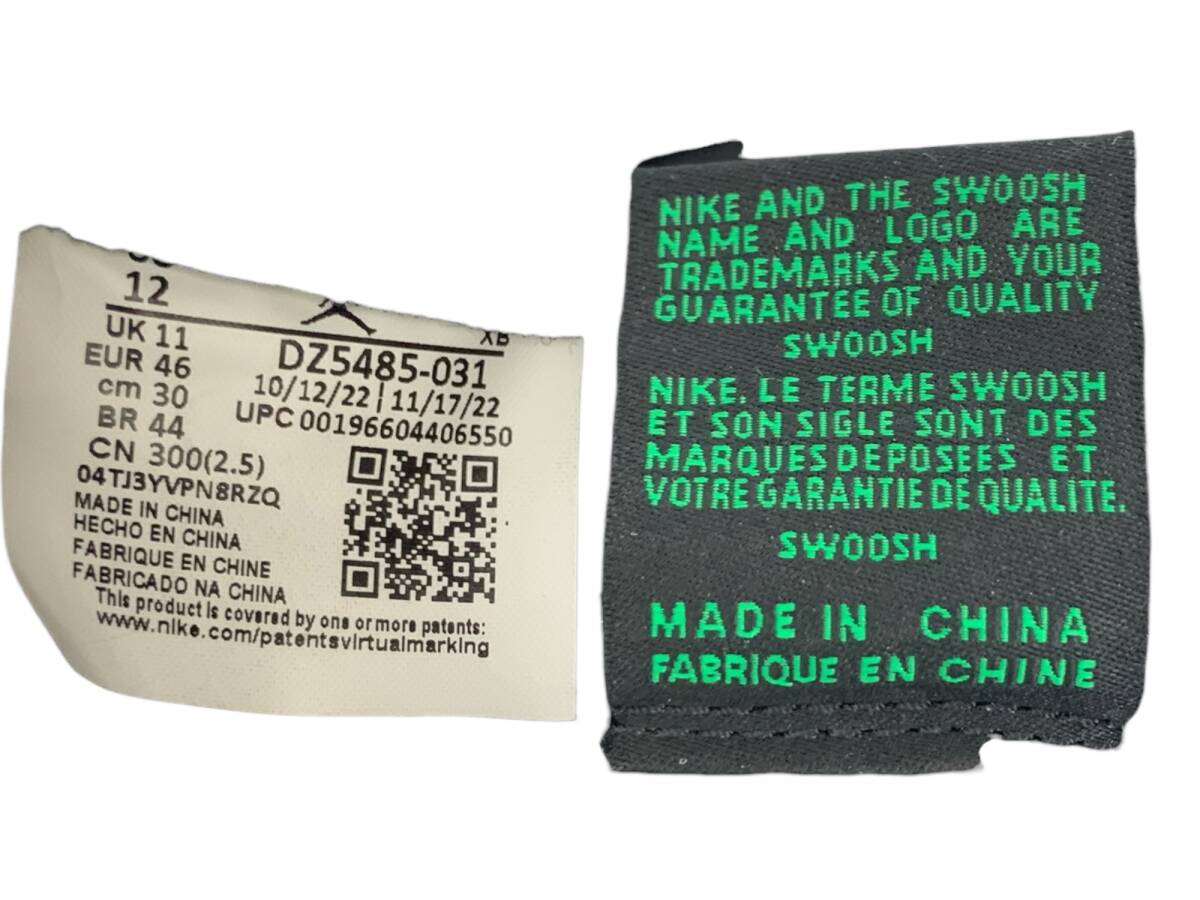 12
XB
UK 11
EUR 46
cm 30
BR 44
CN 300(2.5)
04TJ3YVPN8RZQ
MADE IN CHINA
HECHO EN CHINA
FABRIQUE EN CHINE
FABRICADO NA CHINA
This product is covered by one or more patents:
www.nike.com/patentsvirtualmarking
DZ5485-031
10/12/22 | 11/17/22
UPC 00196604406550
NIKE AND THE SWOOSH
NAME AND LOGO ARE
TRADEMARKS AND YOUR
GUARANTEE OF QUALITY
SWOOSH
NIKE. LE TERME SWOOSH
ET SON SIGLE SONT DES
MARQUES DEPOSEES ET
VOTRE GARANTIE DE QUALITE.
SWOOSH
MADE IN CHINA
FABRIQUE EN CHINE